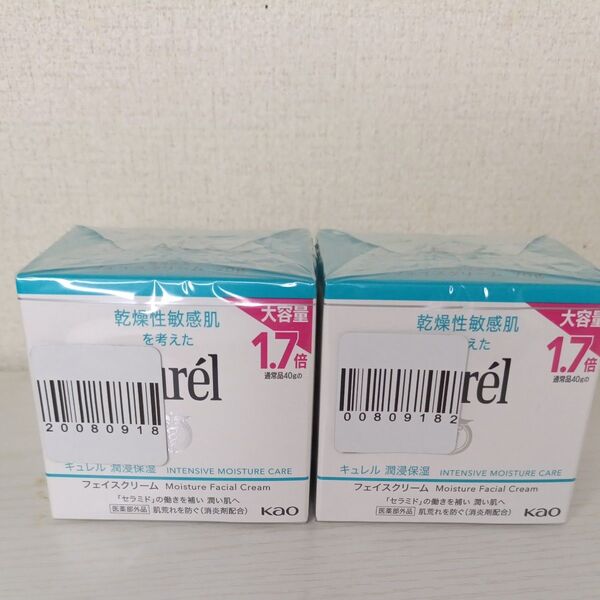 乾燥性敏感肌
を考えた
大容量
1.7倍
通常品40gの
rél
20080918
キュレル 潤浸保湿 INTENSIVE MOISTURE CARE
フェイスクリーム Moisture Facial Cream
「セラミド」の働きを補い 潤い肌へ
医薬部外品 肌荒れを防ぐ(消炎剤配合)
Kao
乾燥性敏感肌
考えた
大容量
1.7倍
通常品40gの
rél
00809182
キュレル 潤浸保湿 INTENSIVE MOISTURE CARE
フェイスクリーム Moisture Facial Cream
「セラミド」の働きを補い 潤い肌へ
医薬部外品 肌荒れを防ぐ(消炎剤配合)
Kao